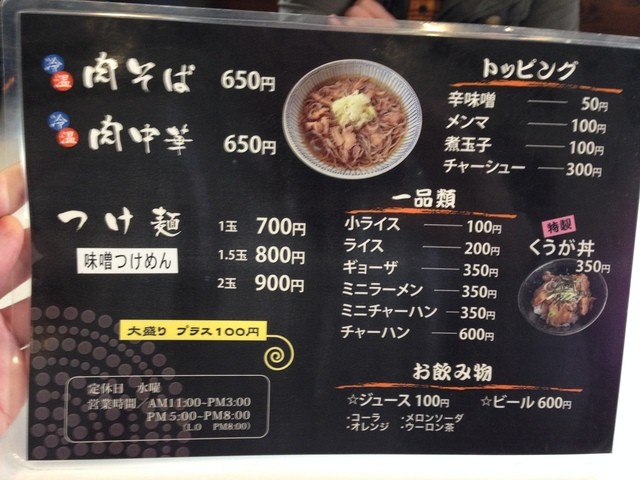 冷 温 肉そば 650円
冷 温 肉中華 650円
つけ麺
味噌つけめん
1玉 700円
1.5玉 800円
2玉 900円
大盛り プラス100円
定休日 水曜
営業時間/AM11:00-PM3:00
PM5:00-PM8:00
(L.O PM8:00)
トッピング
辛味噌 50円
メンマ 100円
煮玉子 100円
チャーシュー 300円
一品類
小ライス 100円
ライス 200円
ギョーザ 350円
ミニラーメン 350円
ミニチャーハン 350円
チャーハン 600円
特製
くうが丼
350円
お飲み物
☆ジュース 100円 ☆ビール 600円
・コーラ ・メロンソーダ
・オレンジ ・ウーロン茶